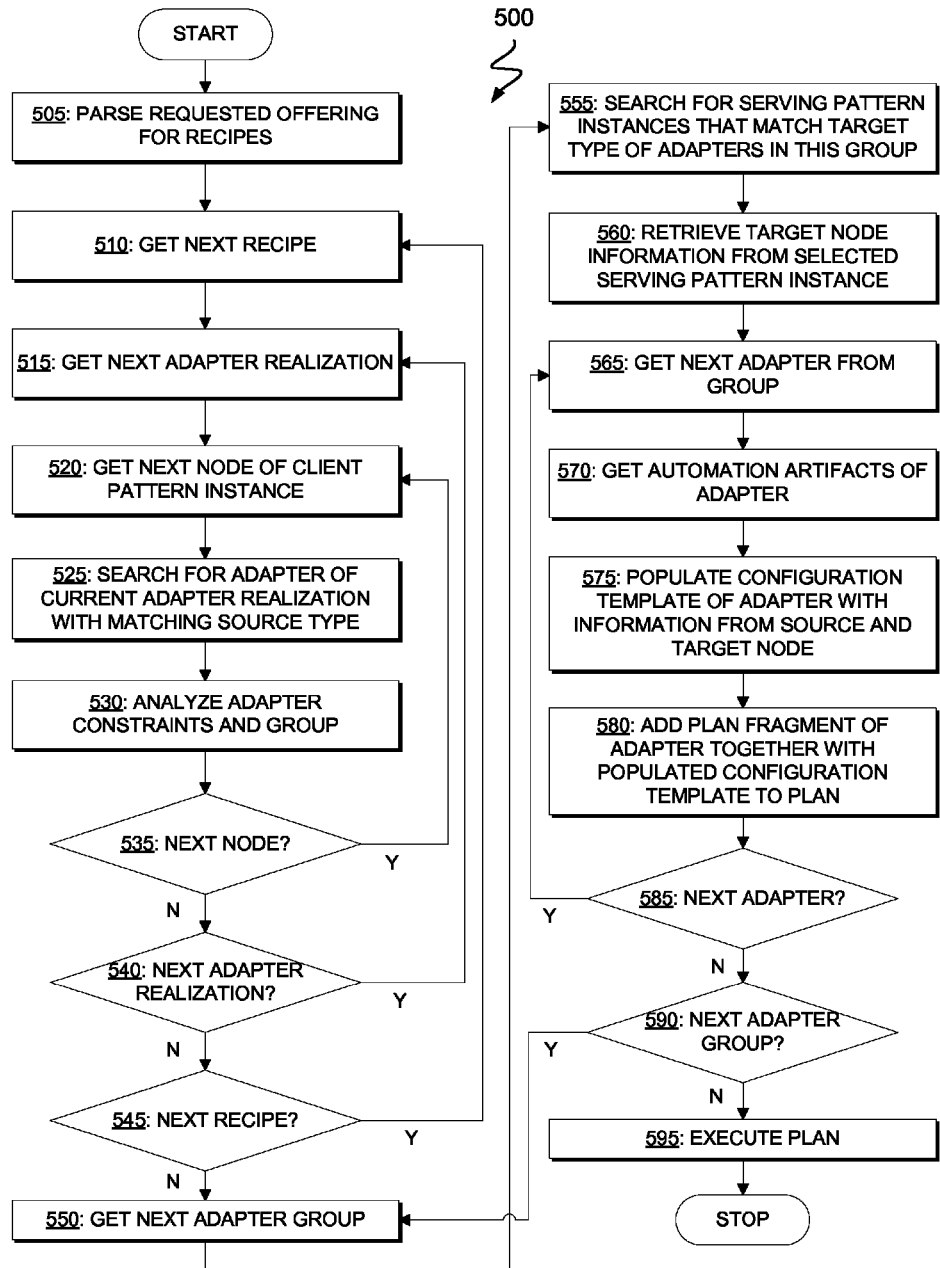 500
START
505: PARSE REQUESTED OFFERING
FOR RECIPES
510: GET NEXT RECIPE
515: GET NEXT ADAPTER REALIZATION
520: GET NEXT NODE OF CLIENT
PATTERN INSTANCE
525: SEARCH FOR ADAPTER OF
CURRENT ADAPTER REALIZATION
WITH MATCHING SOURCE TYPE
530: ANALYZE ADAPTER
CONSTRAINTS AND GROUP
535: NEXT NODE?
Y
N
540: NEXT ADAPTER
REALIZATION?
Y
N
545: NEXT RECIPE?
Y
N
550: GET NEXT ADAPTER GROUP
555: SEARCH FOR SERVING PATTERN
INSTANCES THAT MATCH TARGET
TYPE OF ADAPTERS IN THIS GROUP
560: RETRIEVE TARGET NODE
INFORMATION FROM SELECTED
SERVING PATTERN INSTANCE
565: GET NEXT ADAPTER FROM
GROUP
570: GET AUTOMATION ARTIFACTS OF
ADAPTER
575: POPULATE CONFIGURATION
TEMPLATE OF ADAPTER WITH
INFORMATION FROM SOURCE AND
TARGET NODE
580: ADD PLAN FRAGMENT OF
ADAPTER TOGETHER WITH
POPULATED CONFIGURATION
TEMPLATE TO PLAN
585: NEXT ADAPTER?
Y
N
590: NEXT ADAPTER
GROUP?
Y
N
595: EXECUTE PLAN
STOP